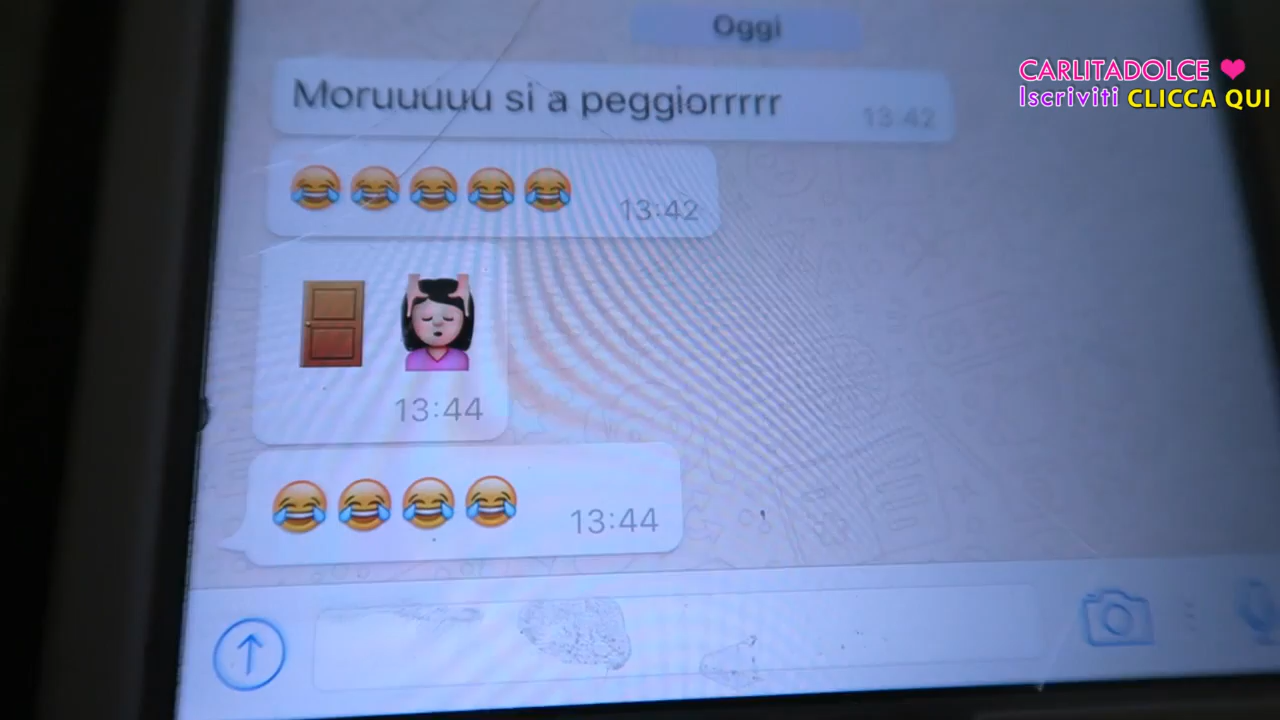 Oggi
CARLITADOLCE ❤
Iscriviti CLICCA QUI
Moruuuuu si a peggiorrrrr 13:42
😂😂😂😂😂 13:42
🚪 💆
13:44
😂😂😂😂 13:44